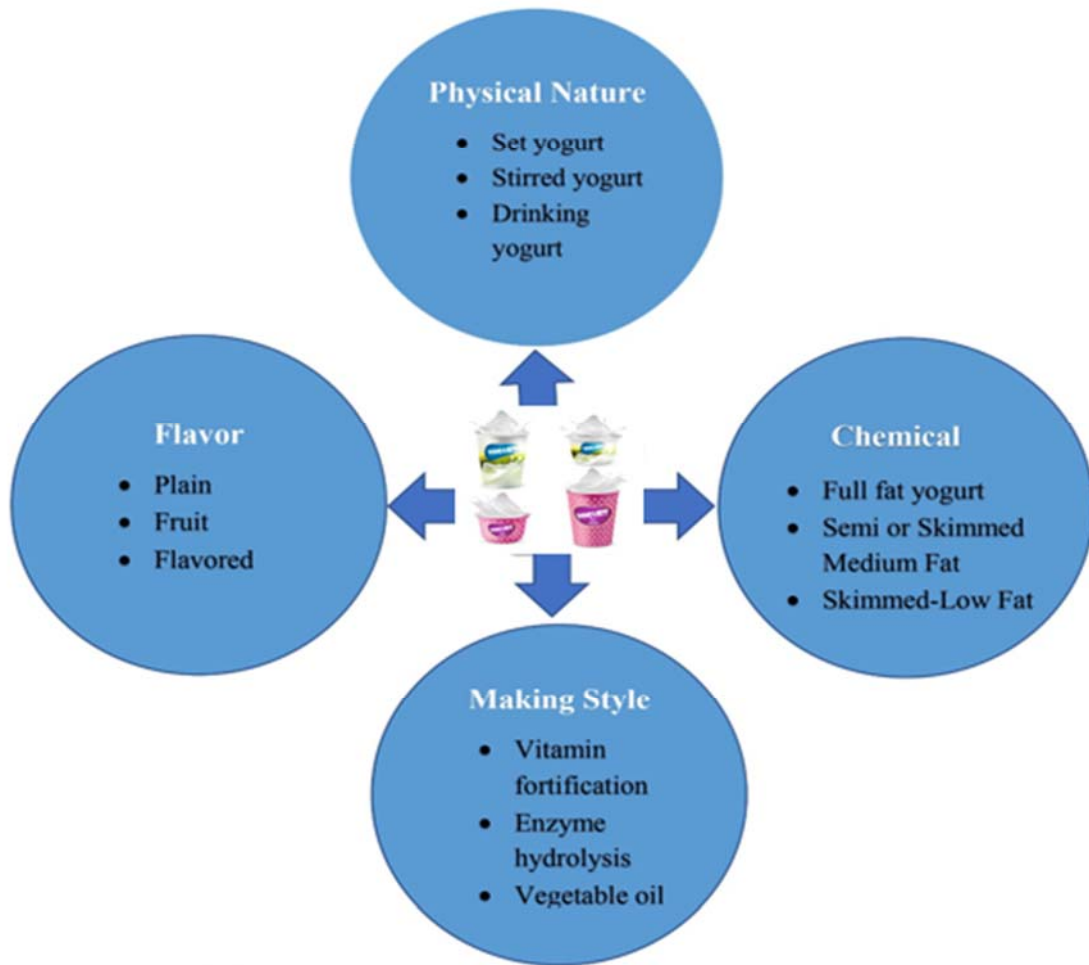 Physical Nature
• Set yogurt
• Stirred yogurt
• Drinking
yogurt
Flavor
• Plain
• Fruit
• Flavored
Chemical
• Full fat yogurt
• Semi or Skimmed
Medium Fat
• Skimmed-Low Fat
Making Style
• Vitamin
fortification
• Enzyme
hydrolysis
• Vegetable oil